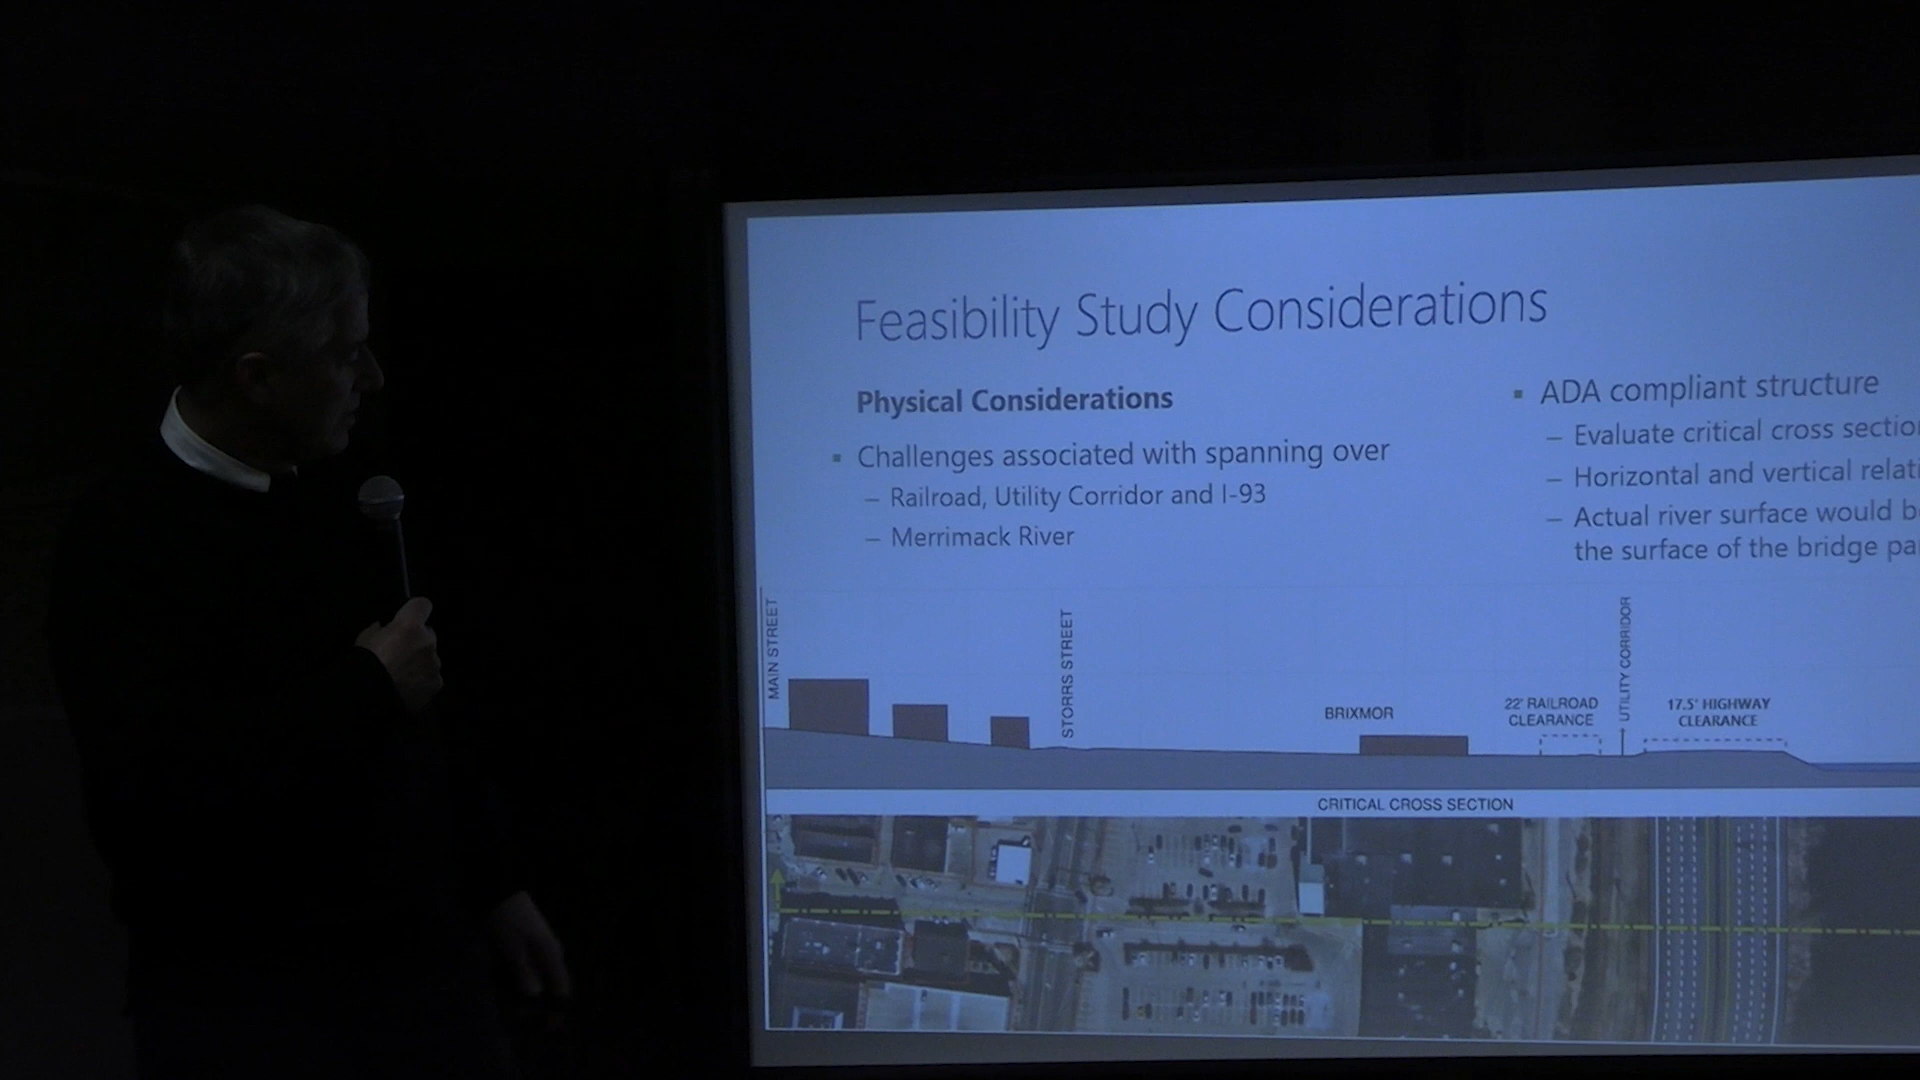 Feasibility Study Considerations
Physical Considerations
Challenges associated with spanning over
– Railroad, Utility Corridor and I-93
– Merrimack River
ADA compliant structure
– Evaluate critical cross
– Horizontal and vertical
– Actual river surface would
the surface of the bridge
MAIN STREET
STORRS STREET
BRIXMOR
22' RAILROAD
CLEARANCE
UTILITY CORRIDOR
17.5' HIGHWAY
CLEARANCE
CRITICAL CROSS SECTION